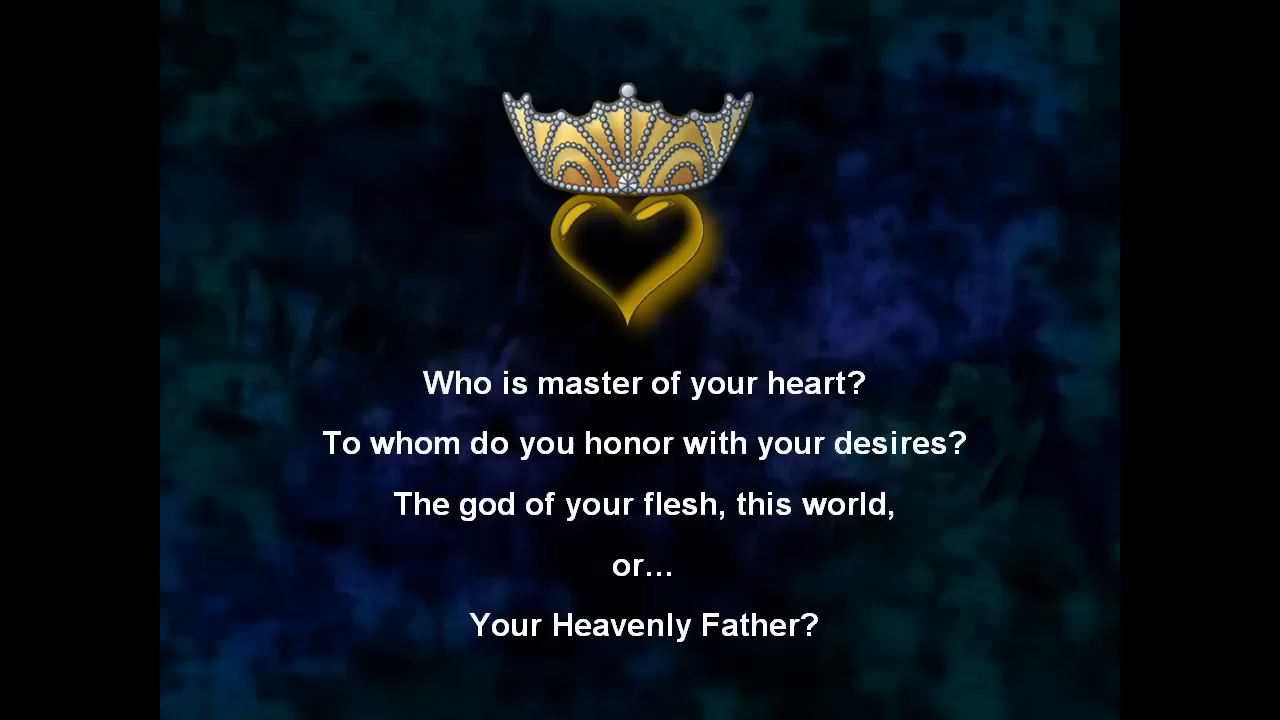 Who is master of your heart?
To whom do you honor with your desires?
The god of your flesh, this world,
or...
Your Heavenly Father?